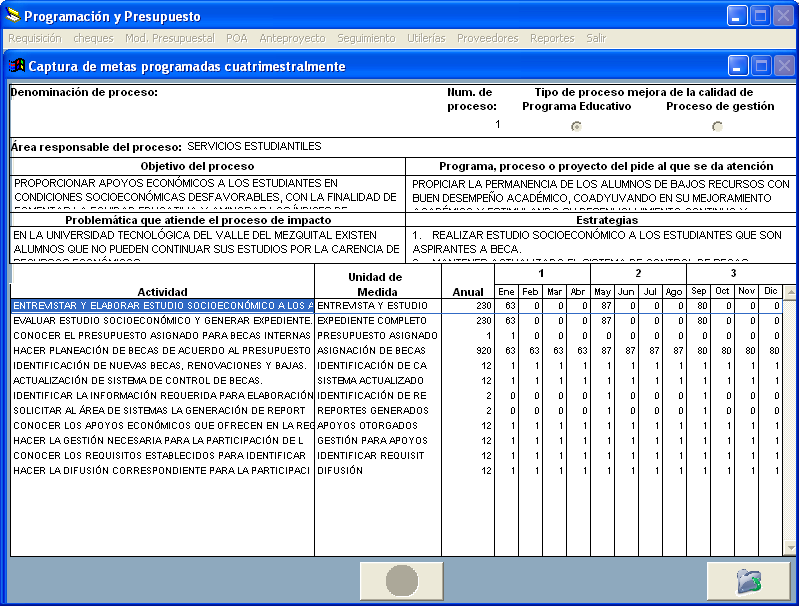 Programación y Presupuesto
Requisición cheques Mod. Presupuestal POA Anteproyecto Seguimiento Utilerías Proveedores Reportes Salir
Captura de metas programadas cuatrimestralmente
Denominación de proceso: Num. de proceso: Tipo de proceso mejora de la calidad de
Programa Educativo Proceso de gestión
1
Área responsable del proceso: SERVICIOS ESTUDIANTILES
Objetivo del proceso Programa, proceso o proyecto del pide al que se da atención
PROPORCIONAR APOYOS ECONÓMICOS A LOS ESTUDIANTES EN
CONDICIONES SOCIOECONÓMICAS DESFAVORABLES, CON LA FINALIDAD DE
PROPICIAR LA PERMANENCIA DE LOS ALUMNOS DE BAJOS RECURSOS CON
BUEN DESEMPEÑO ACADÉMICO, COADYUVANDO EN SU MEJORAMIENTO
Problemática que atiende el proceso de impacto Estrategias
EN LA UNIVERSIDAD TECNOLÓGICA DEL VALLE DEL MEZQUITAL EXISTEN
ALUMNOS QUE NO PUEDEN CONTINUAR SUS ESTUDIOS POR LA CARENCIA DE
1. REALIZAR ESTUDIO SOCIOECONÓMICO A LOS ESTUDIANTES QUE SON
ASPIRANTES A BECA.
1 2 3
Actividad Unidad de Medida Anual Ene Feb Mar Abr May Jun Jul Ago Sep Oct Nov Dic
ENTREVISTAR Y ELABORAR ESTUDIO SOCIOECONÓMICO A LOS A ENTREVISTA Y ESTUDIO 230 63 0 0 0 87 0 0 0 80 0 0 0
EVALUAR ESTUDIO SOCIOECONÓMICO Y GENERAR EXPEDIENTE. EXPEDIENTE COMPLETO 230 63 0 0 0 87 0 0 0 80 0 0 0
CONOCER EL PRESUPUESTO ASIGNADO PARA BECAS INTERNAS PRESUPUESTO ASIGNADO 1 1 0 0 0 0 0 0 0 0 0 0 0
HACER PLANEACIÓN DE BECAS DE ACUERDO AL PRESUPUESTO ASIGNACIÓN DE BECAS 920 63 63 63 63 87 87 87 87 80 80 80 80
IDENTIFICACIÓN DE NUEVAS BECAS, RENOVACIONES Y BAJAS. IDENTIFICACIÓN DE CA 12 1 1 1 1 1 1 1 1 1 1 1 1
ACTUALIZACIÓN DE SISTEMA DE CONTROL DE BECAS. SISTEMA ACTUALIZADO 12 1 1 1 1 1 1 1 1 1 1 1 1
IDENTIFICAR LA INFORMACIÓN REQUERIDA PARA ELABORACIÓN IDENTIFICACIÓN DE RE 2 0 0 0 0 1 0 0 0 1 0 0 0
SOLICITAR AL ÁREA DE SISTEMAS LA GENERACIÓN DE REPORT REPORTES GENERADOS 2 0 0 0 0 1 0 0 0 1 0 0 0
CONOCER LOS APOYOS ECONÓMICOS QUE OFRECEN EN LA REG APOYOS OTORGADOS 12 1 1 1 1 1 1 1 1 1 1 1 1
HACER LA GESTIÓN NECESARIA PARA LA PARTICIPACIÓN DE L GESTIÓN PARA APOYOS 12 1 1 1 1 1 1 1 1 1 1 1 1
CONOCER LOS REQUISITOS ESTABLECIDOS PARA IDENTIFICAR IDENTIFICAR REQUISIT 12 1 1 1 1 1 1 1 1 1 1 1 1
HACER LA DIFUSIÓN CORRESPONDIENTE PARA LA PARTICIPACI DIFUSIÓN 12 1 1 1 1 1 1 1 1 1 1 1 1